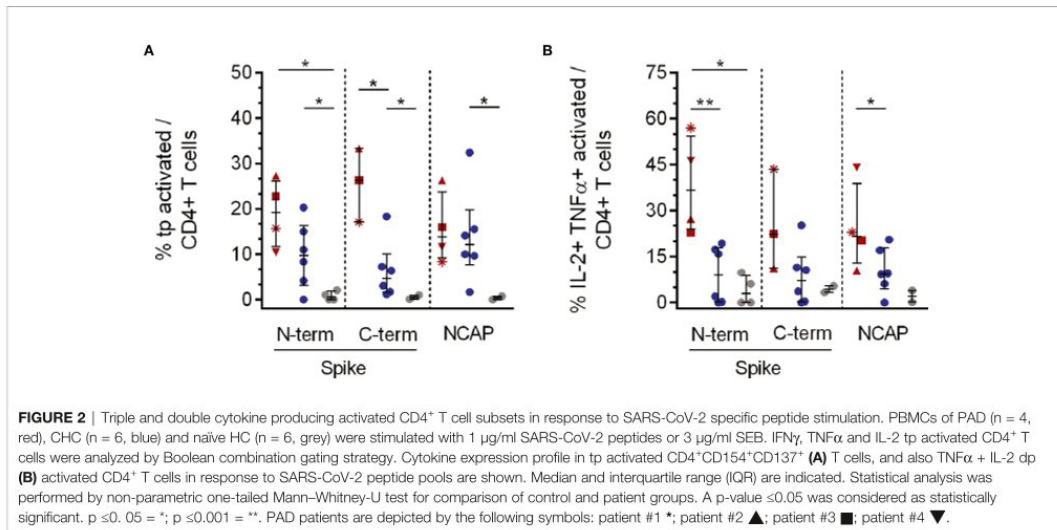 A
B
*
*
*
*
*
% tp activated /
CD4+ T cells
50
40
30
20
10
0
N-term
C-term
NCAP
Spike
*
**
*
% IL-2+ TNFα+ activated /
CD4+ T cells
75
60
45
30
15
0
N-term
C-term
NCAP
Spike
FIGURE 2 | Triple and double cytokine producing activated CD4⁺ T cell subsets in response to SARS-CoV-2 specific peptide stimulation. PBMCs of PAD (n = 4,
red), CHC (n = 6, blue) and naïve HC (n = 6, grey) were stimulated with 1 µg/ml SARS-CoV-2 peptides or 3 µg/ml SEB. IFNγ, TNFα and IL-2 tp activated CD4⁺ T
cells were analyzed by Boolean combination gating strategy. Cytokine expression profile in tp activated CD4⁺CD154⁺CD137⁺ (A) T cells, and also TNFα + IL-2 dp
(B) activated CD4⁺ T cells in response to SARS-CoV-2 peptide pools are shown. Median and interquartile range (IQR) are indicated. Statistical analysis was
performed by non-parametric one-tailed Mann–Whitney-U test for comparison of control and patient groups. A p-value ≤0.05 was considered as statistically
significant. p ≤0. 05 = *; p ≤0.001 = **. PAD patients are depicted by the following symbols: patient #1 *; patient #2 ▲; patient #3 ■; patient #4 ▼.